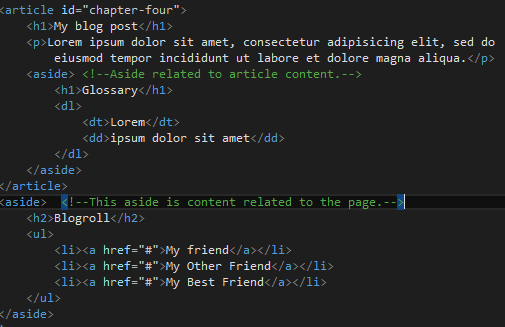 <article id="chapter-four">
    <h1>My blog post</h1>
    <p>Lorem ipsum dolor sit amet, consectetur adipisicing elit, sed do
        eiusmod tempor incididunt ut labore et dolore magna aliqua.</p>
    <aside> <!--Aside related to article content.-->
        <h1>Glossary</h1>
        <dl>
            <dt>Lorem</dt>
            <dd>ipsum dolor sit amet</dd>
        </dl>
    </aside>
</article>
<aside>  <!--This aside is content related to the page.-->
    <h2>Blogroll</h2>
    <ul>
        <li><a href="#">My friend</a></li>
        <li><a href="#">My Other Friend</a></li>
        <li><a href="#">My Best Friend</a></li>
    </ul>
</aside>